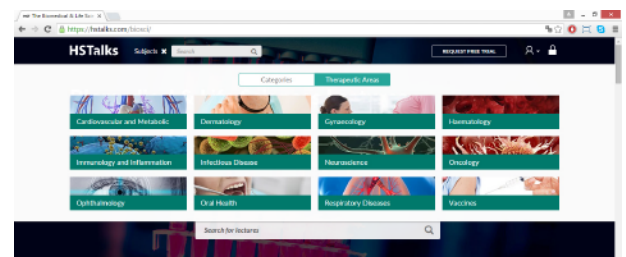 The Biomedical & Life Sci
https://hstalks.com/biosci/
HSTalks
Subjects
Search
REQUEST FREE TRIAL
Categories
Therapeutic Areas
Cardiovascular and Metabolic
Dermatology
Gynaecology
Haematology
Immunology and Inflammation
Infectious Disease
Neuroscience
Oncology
Ophthalmology
Oral Health
Respiratory Diseases
Vaccines
Search for lectures